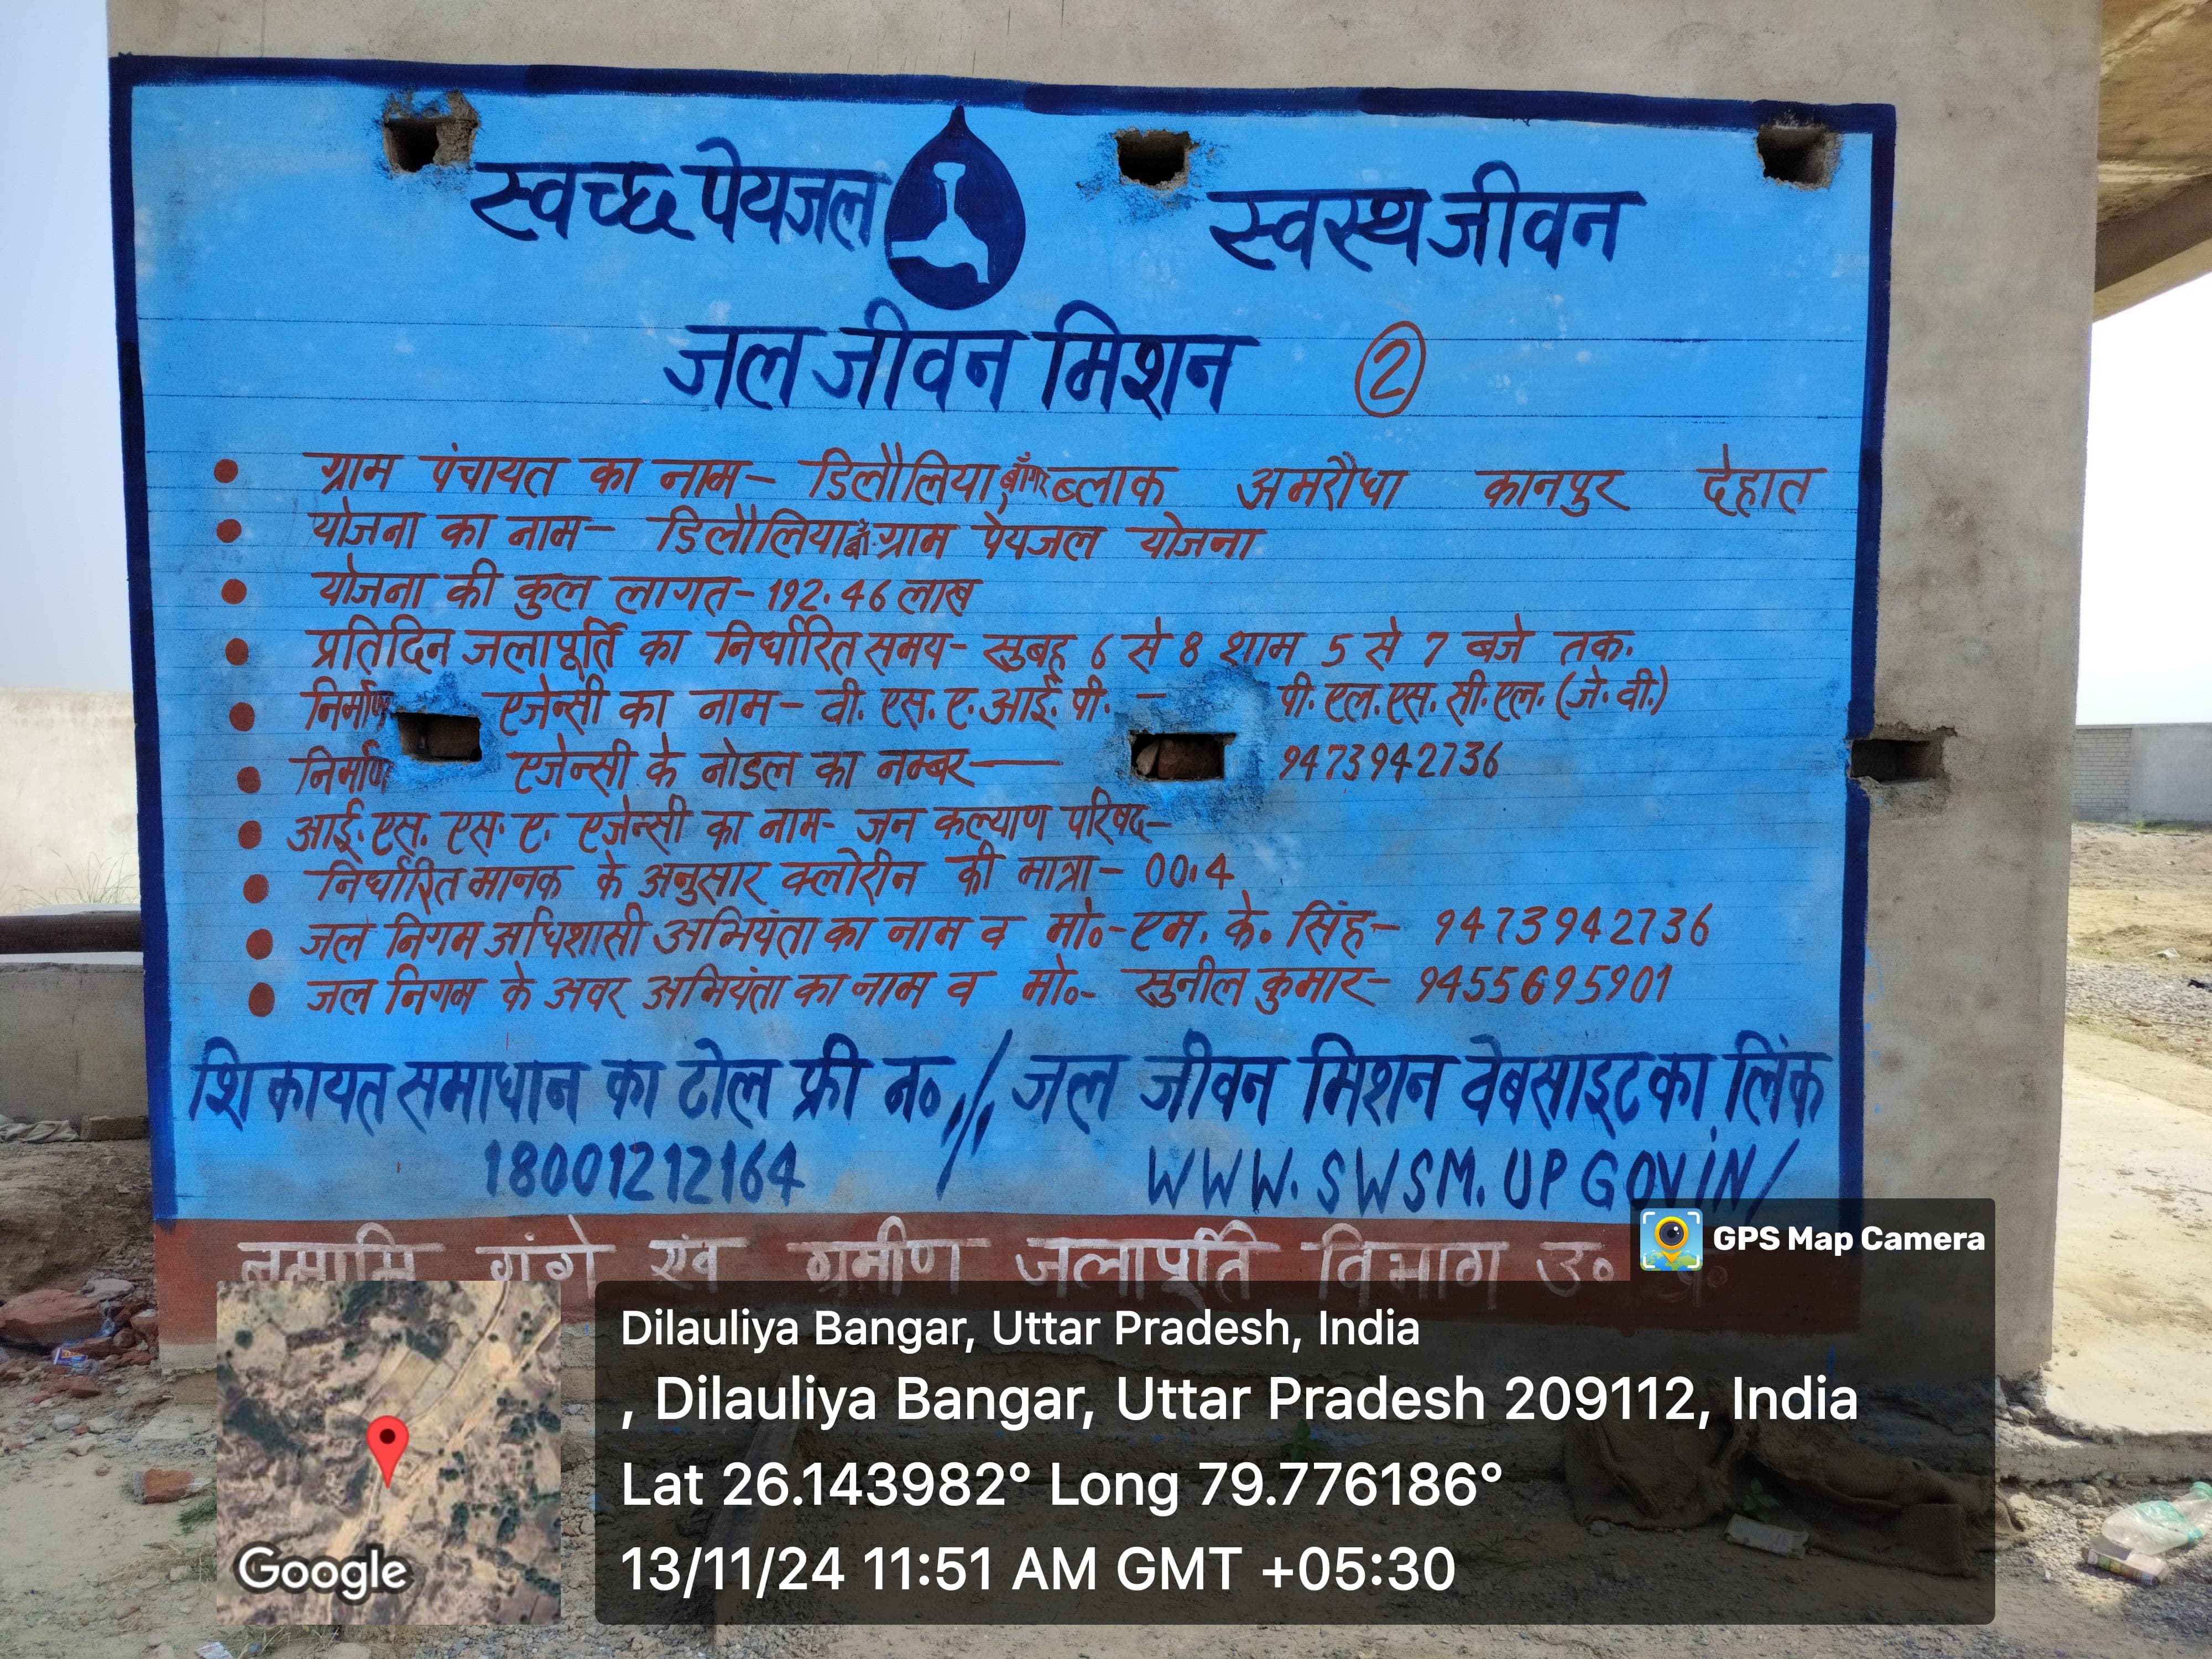 स्वच्छ पेयजल स्वस्थ जीवन
जल जीवन मिशन 2
ग्राम पंचायत का नाम- डिलौलिया बाँगर ब्लाक अमरौधा कानपुर देहात
योजना का नाम- डिलौलिया बाँ. ग्राम पेयजल योजना
योजना की कुल लागत- 192.46 लाख
प्रतिदिन जलापूर्ति का निर्धारित समय- सुबह 6 से 8 शाम 5 से 7 बजे तक.
निर्माण एजेन्सी का नाम- वी. एस. ए. आई. पी. - पी. एल. एस. सी. एल. (जे. वी.)
निर्माण एजेन्सी के नोडल का नम्बर— 9473942736
आई. एस. एस. ए. एजेन्सी का नाम- जन कल्याण परिषद-
निर्धारित मानक के अनुसार क्लोरीन की मात्रा- 00.4
जल निगम अधिशासी अभियंता का नाम व मो०- एम. के. सिंह- 9473942736
जल निगम के अवर अभियंता का नाम व मो०- सुनील कुमार- 9455695901
शिकायत समाधान का टोल फ्री न० // जल जीवन मिशन वेबसाइट का लिंक
18001212164 / WWW.SWSM.UP GOV.iN/
नमामि गंगे एंव ग्रमीण जलापूर्ति विभाग उ० प्र०
GPS Map Camera
Dilauliya Bangar, Uttar Pradesh, India
, Dilauliya Bangar, Uttar Pradesh 209112, India
Lat 26.143982° Long 79.776186°
13/11/24 11:51 AM GMT +05:30
Google